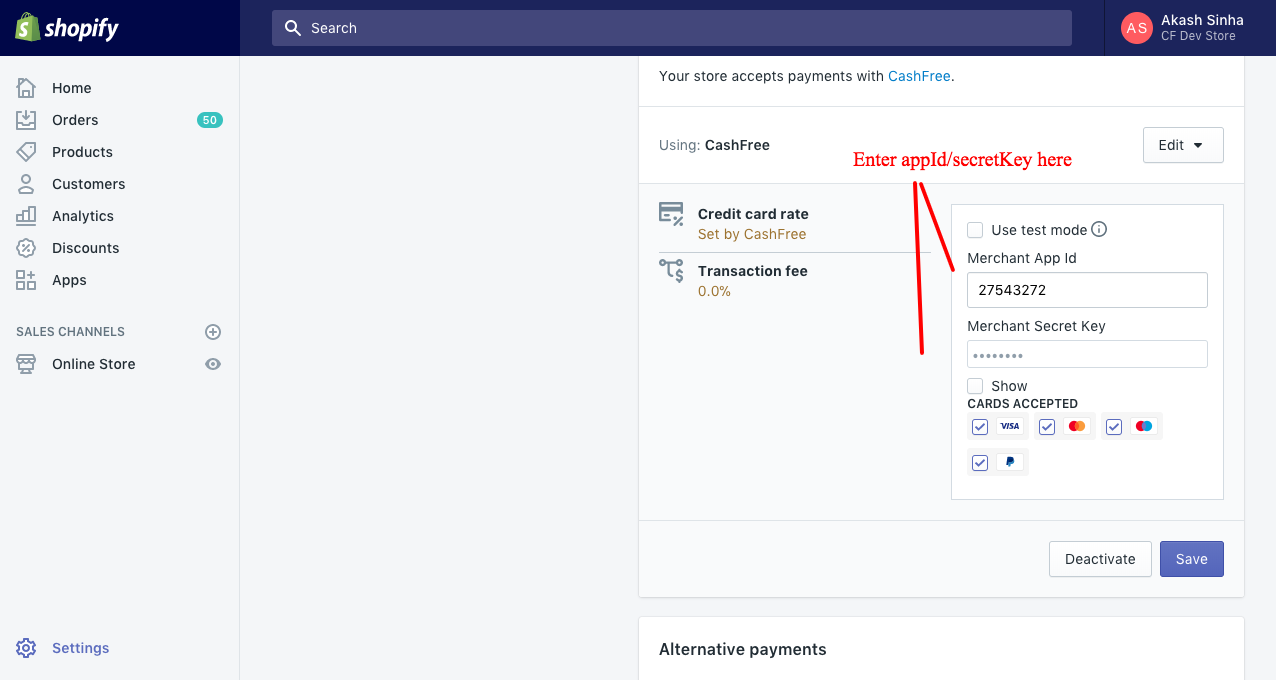 shopify
Search
AS
Akash Sinha
CF Dev Store
Home
Orders
50
Products
Customers
Analytics
Discounts
Apps
SALES CHANNELS
Online Store
Settings
Your store accepts payments with CashFree.
Using: CashFree
Edit
Enter appId/secretKey here
Credit card rate
Set by CashFree
Transaction fee
0.0%
Use test mode
Merchant App Id
27543272
Merchant Secret Key
••••••••
Show
CARDS ACCEPTED
VISA
Deactivate
Save
Alternative payments